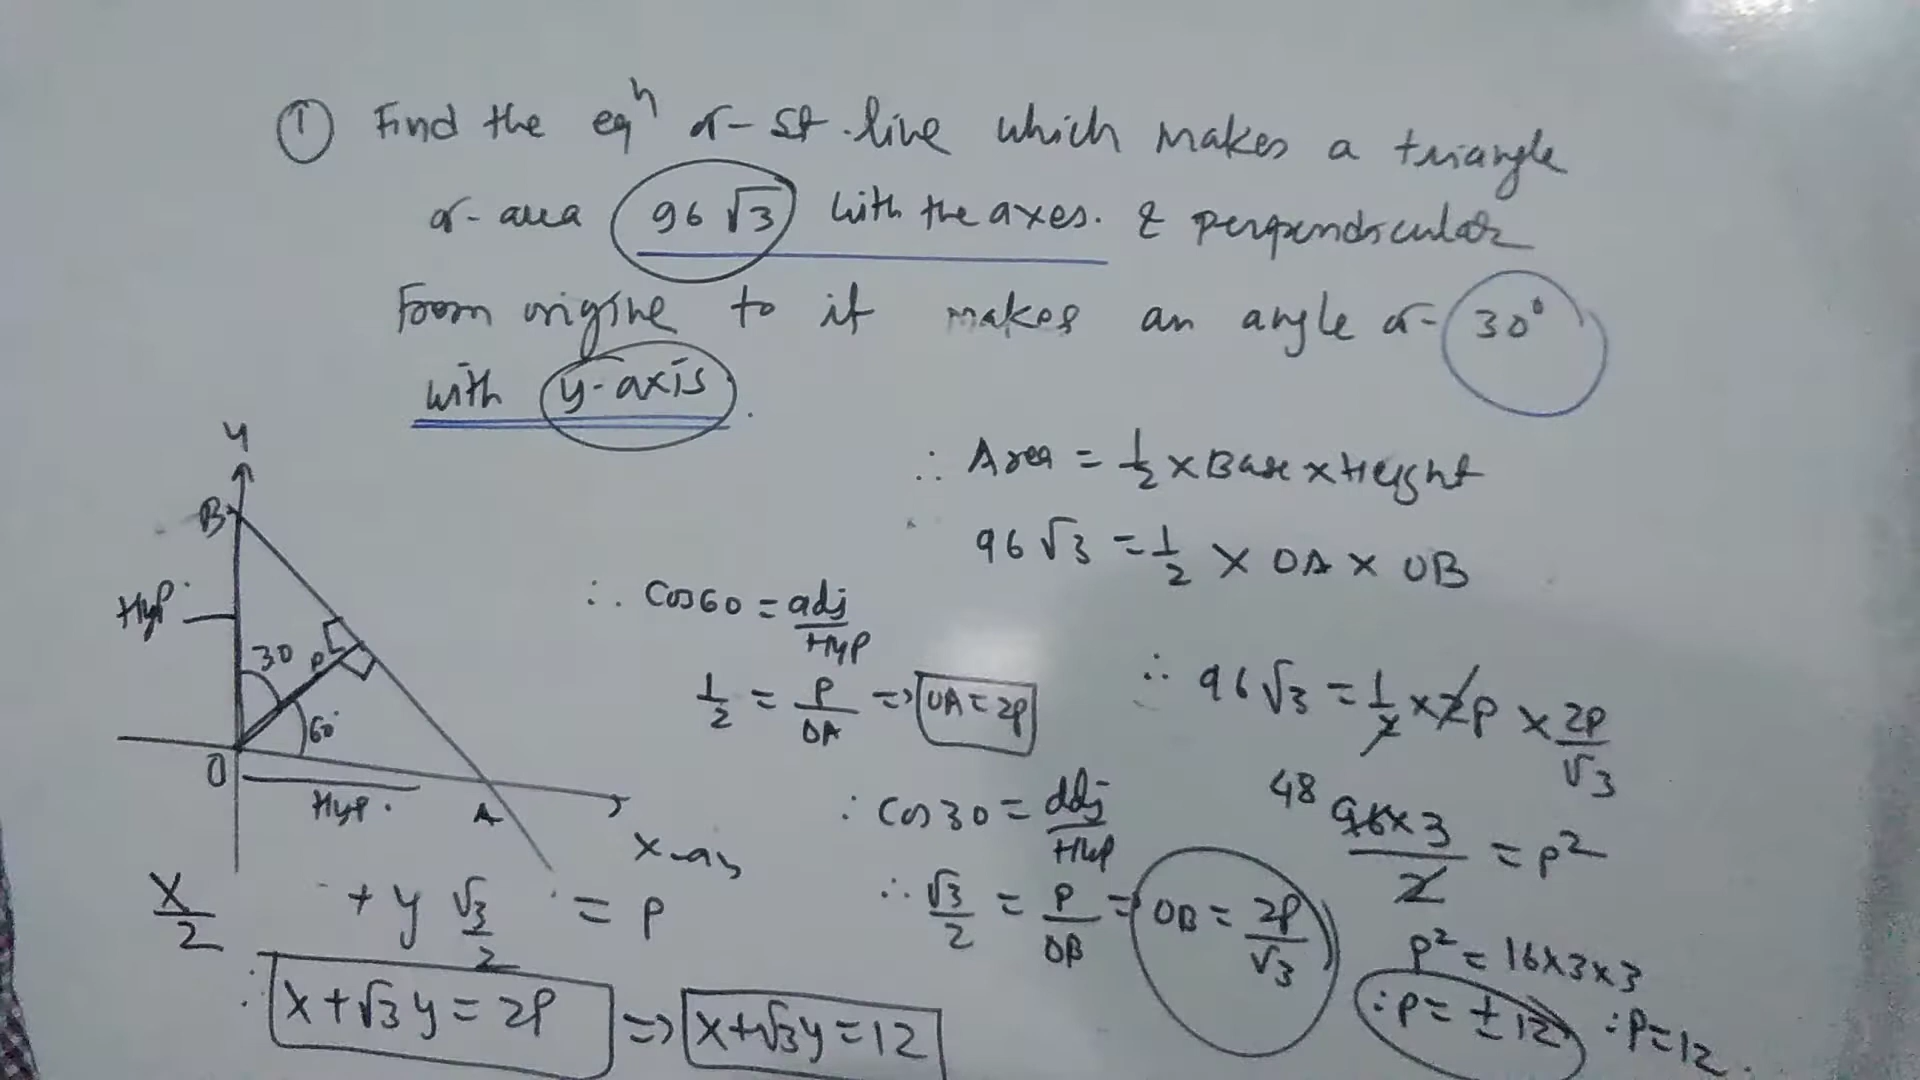 ① Find the eqⁿ of st. line which makes a triangle
of area 96√3 with the axes. & perpendicular
From origine to it makes an angle of 30°
with y-axis.
Y
B
Hyp.
30
P
60°
O
Hyp.
A
X-axis
∴ Area = 1/2 × Base × Height
96√3 = 1/2 × OA × OB
∴ Cos60 = adj/Hyp
1/2 = P/OA => OA = 2P
∴ Cos30 = adj/Hyp
∴ √3/2 = P/OB => OB = 2P/√3
∴ 96√3 = 1/2 × 2P × 2P/√3
48
96×3/2 = P²
P² = 16×3×3
∴ P = ±12 ∴ P=12.
x/2 + y √3/2 = P
∴ x+√3y = 2P => x+√3y = 12